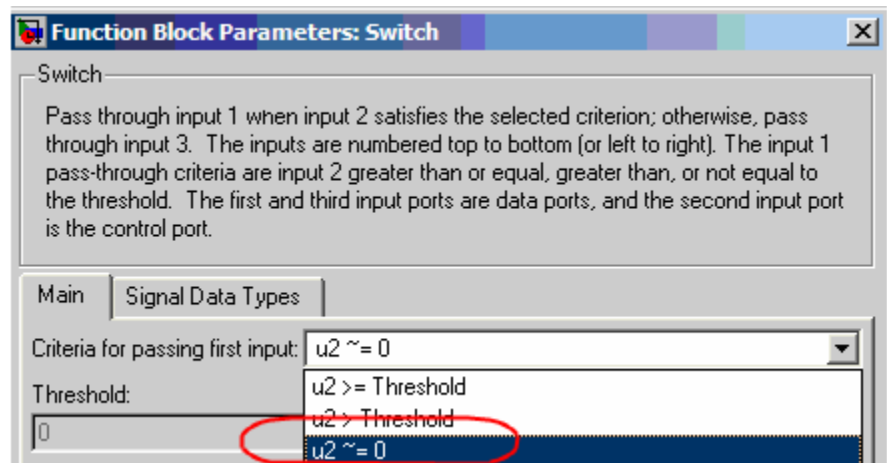 Function Block Parameters: Switch
Switch
Pass through input 1 when input 2 satisfies the selected criterion; otherwise, pass
through input 3. The inputs are numbered top to bottom (or left to right). The input 1
pass-through criteria are input 2 greater than or equal, greater than, or not equal to
the threshold. The first and third input ports are data ports, and the second input port
is the control port.
Main Signal Data Types
Criteria for passing first input: u2 ~= 0
Threshold: u2 >= Threshold
u2 > Threshold
0
u2 ~= 0